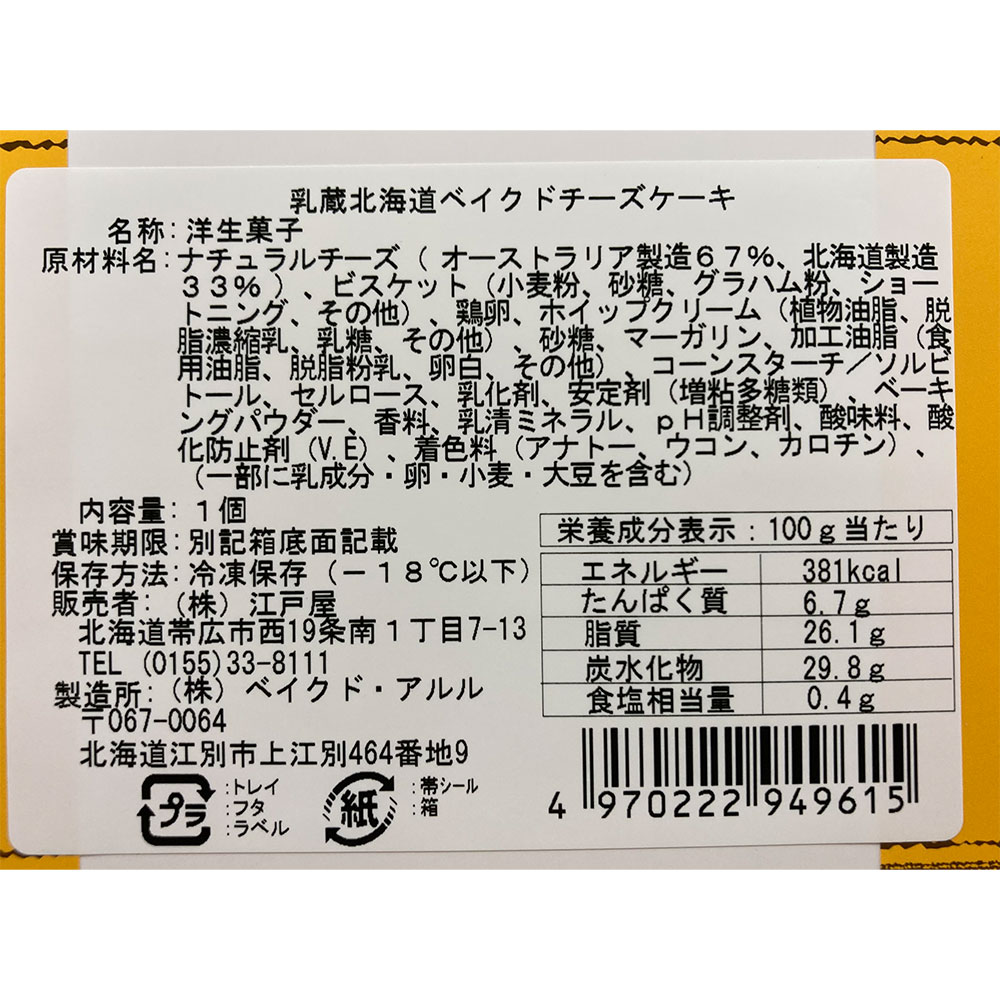 乳蔵北海道ベイクドチーズケーキ
名称：洋生菓子
原材料名：ナチュラルチーズ（オーストラリア製造６７％、北海道製造
３３％）、ビスケット（小麦粉、砂糖、グラハム粉、ショー
トニング、その他）、鶏卵、ホイップクリーム（植物油脂、脱
脂濃縮乳、乳糖、その他）、砂糖、マーガリン、加工油脂（食
用油脂、脱脂粉乳、卵白、その他）、コーンスターチ／ソルビ
トール、セルロース、乳化剤、安定剤（増粘多糖類）、ベーキ
ングパウダー、香料、乳清ミネラル、ｐＨ調整剤、酸味料、酸
化防止剤（V.E）、着色料（アナトー、ウコン、カロチン）、
（一部に乳成分・卵・小麦・大豆を含む）
内容量：１個
賞味期限：別記箱底面記載
保存方法：冷凍保存（－１８℃以下）
販売者：（株）江戸屋
北海道帯広市西19条南１丁目7-13
TEL (0155)33-8111
製造所：（株）ベイクド・アルル
〒067-0064
北海道江別市上江別464番地9
栄養成分表示：100ｇ当たり
エネルギー 381kcal
たんぱく質 6.7ｇ
脂質 26.1ｇ
炭水化物 29.8ｇ
食塩相当量 0.4ｇ
プラ：トレイ
：フタ
：ラベル
紙：帯シール
：箱
4 970222 949615